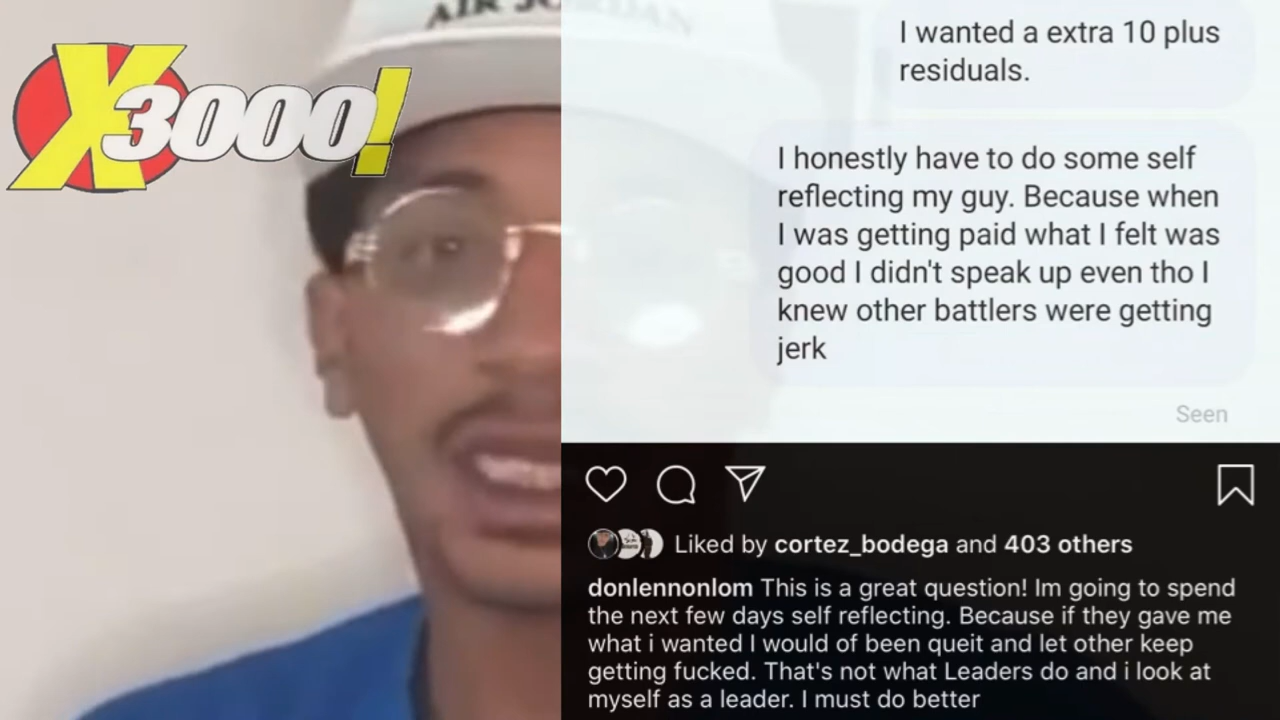 X3000!
AIR JORDAN
I wanted a extra 10 plus
residuals.
I honestly have to do some self
reflecting my guy. Because when
I was getting paid what I felt was
good I didn't speak up even tho I
knew other battlers were getting
jerk
Seen
Liked by cortez_bodega and 403 others
donlennonlom This is a great question! Im going to spend
the next few days self reflecting. Because if they gave me
what i wanted I would of been queit and let other keep
getting fucked. That's not what Leaders do and i look at
myself as a leader. I must do better